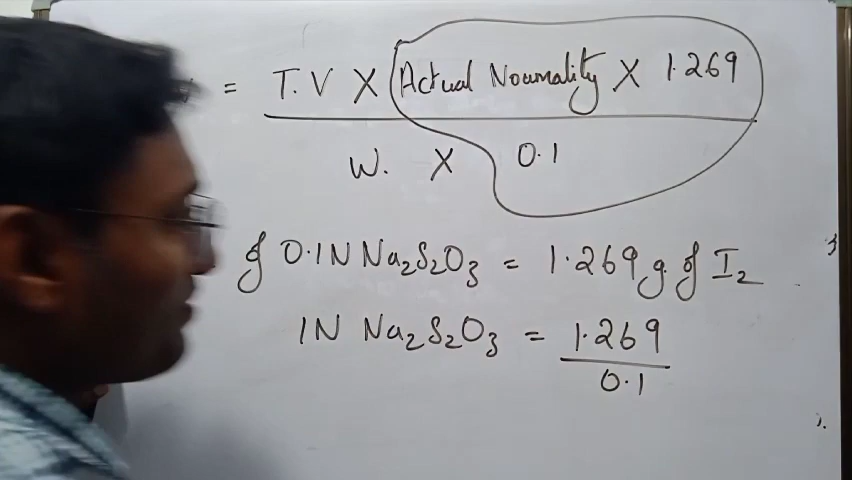 = T.V X Actual Noumality X 1.269
W. X 0.1
of 0.1N Na₂S₂O₃ = 1.269 g. of I₂
1N Na₂S₂O₃ = 1.269
0.1